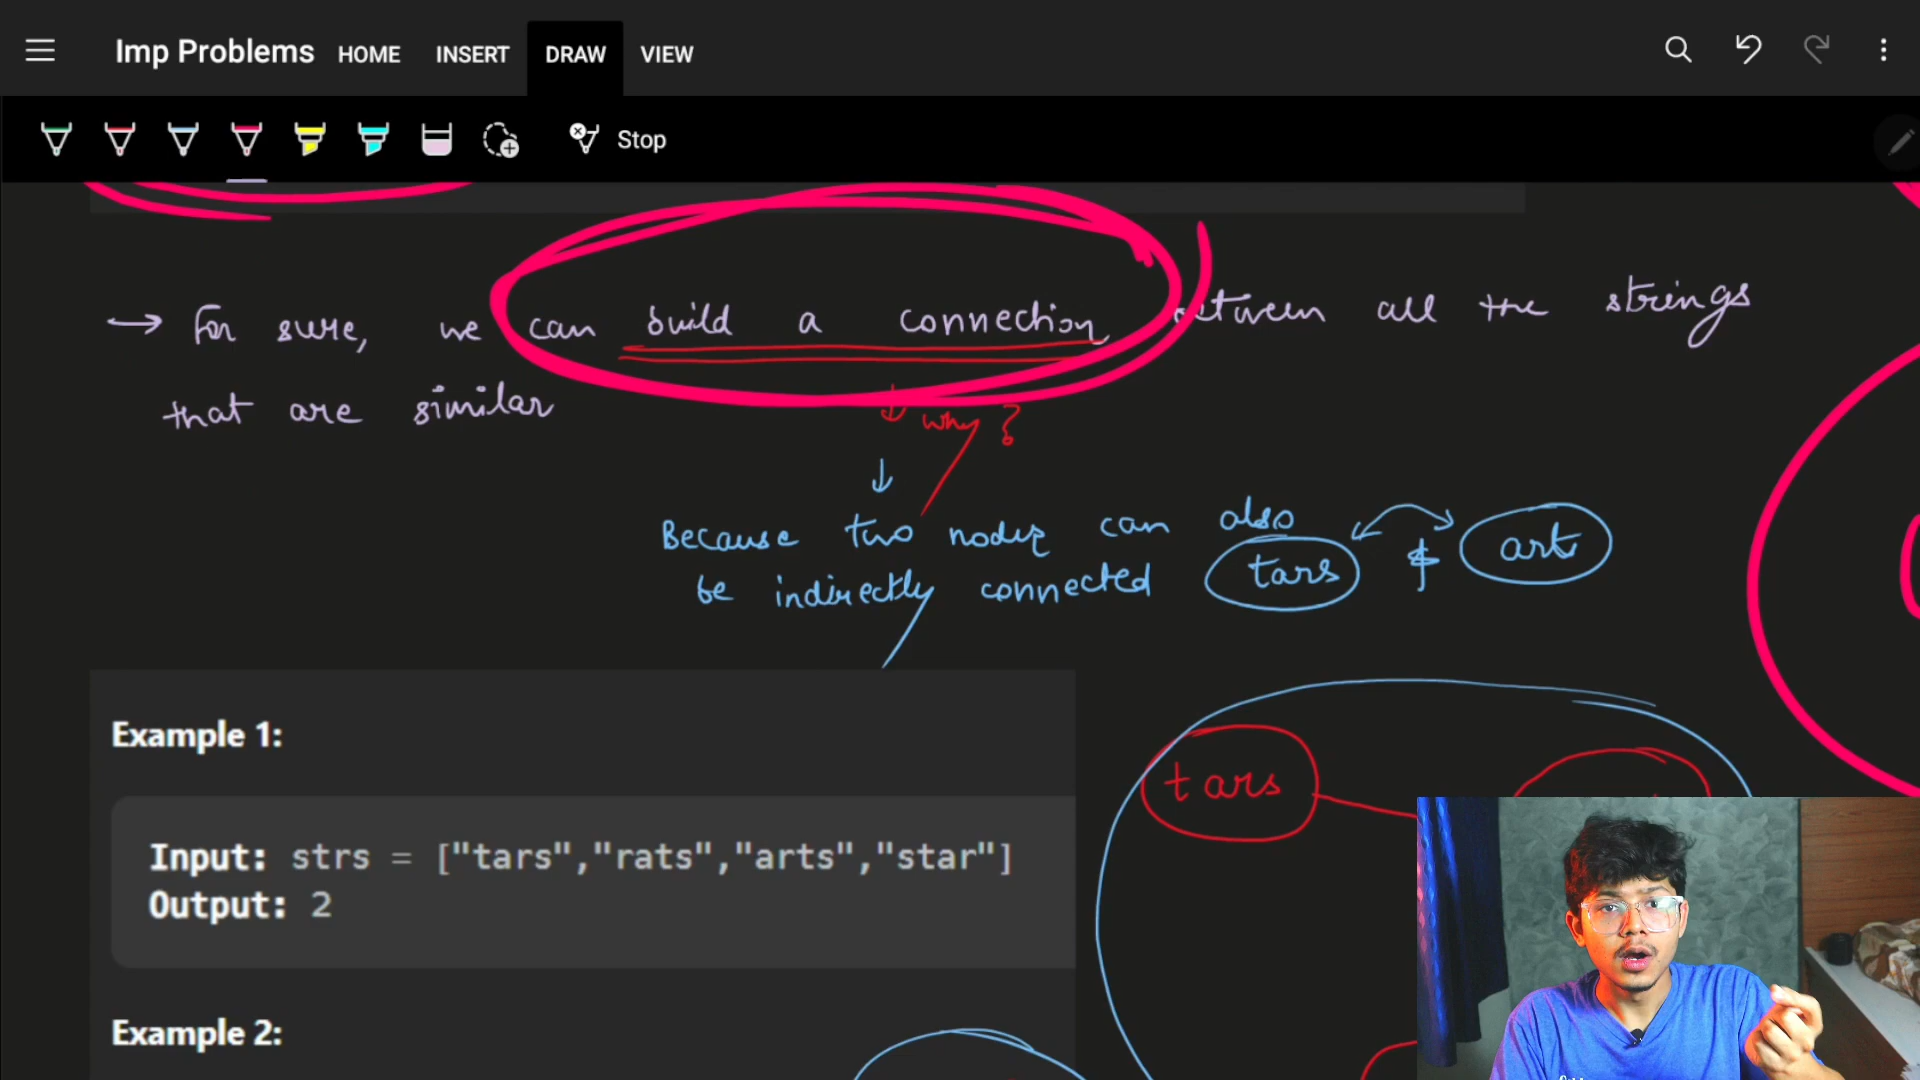 Imp Problems HOME INSERT DRAW VIEW
Stop
→ For sure, we can build a connection between all the strings
that are similar
↓ why ?
↓
Because two nodes can also
be indirectly connected tars & art
Example 1:
tars
Input: strs = ["tars","rats","arts","star"]
Output: 2
Example 2: